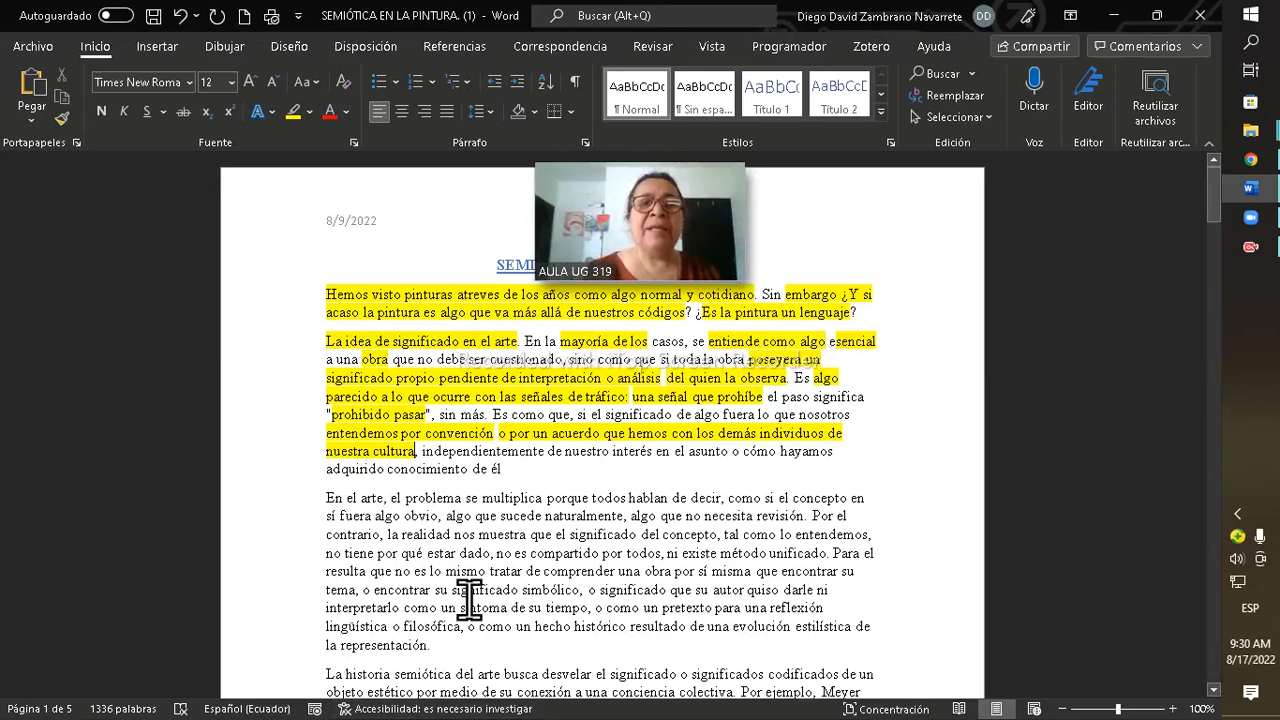 Autoguardado
SEMIÓTICA EN LA PINTURA. (1) - Word
Buscar (Alt+Q)
Diego David Zambrano Navarrete
DD
Archivo Inicio Insertar Dibujar Diseño Disposición Referencias Correspondencia Revisar Vista Programador Zotero Ayuda
Compartir
Comentarios
Times New Roma 12
Aa
AaBbCcDc AaBbCcDc AaBbCc AaBbCcC
Buscar
Reemplazar
Seleccionar
Pegar
N K S
¶ Normal ¶ Sin espa... Título 1 Título 2
Dictar Editor Reutilizar archivos
Portapapeles Fuente Párrafo Estilos Edición Voz Editor Reutilizar arc...
8/9/2022
SEMI
AULA UG 319
Hemos visto pinturas atreves de los años como algo normal y cotidiano. Sin embargo ¿Y si
acaso la pintura es algo que va más allá de nuestros códigos? ¿Es la pintura un lenguaje?
La idea de significado en el arte. En la mayoría de los casos, se entiende como algo esencial
a una obra que no debe ser cuestionado, sino como que si toda la obra poseyera un
significado propio pendiente de interpretación o análisis del quien la observa. Es algo
parecido a lo que ocurre con las señales de tráfico: una señal que prohíbe el paso significa
"prohibido pasar", sin más. Es como que, si el significado de algo fuera lo que nosotros
entendemos por convención o por un acuerdo que hemos con los demás individuos de
nuestra cultura, independientemente de nuestro interés en el asunto o cómo hayamos
adquirido conocimiento de él
En el arte, el problema se multiplica porque todos hablan de decir, como si el concepto en
sí fuera algo obvio, algo que sucede naturalmente, algo que no necesita revisión. Por el
contrario, la realidad nos muestra que el significado del concepto, tal como lo entendemos,
no tiene por qué estar dado, no es compartido por todos, ni existe método unificado. Para el
resulta que no es lo mismo tratar de comprender una obra por sí misma que encontrar su
tema, o encontrar su significado simbólico, o significado que su autor quiso darle ni
interpretarlo como un síntoma de su tiempo, o como un pretexto para una reflexión
lingüística o filosófica, o como un hecho histórico resultado de una evolución estilística de
la representación.
La historia semiótica del arte busca desvelar el significado o significados codificados de un
objeto estético por medio de su conexión a una conciencia colectiva. Por ejemplo, Meyer
Recorded with iTop Screen Recorder
ESP
9:30 AM
8/17/2022
Página 1 de 5 1336 palabras Español (Ecuador) Accesibilidad: es necesario investigar Concentración 100%